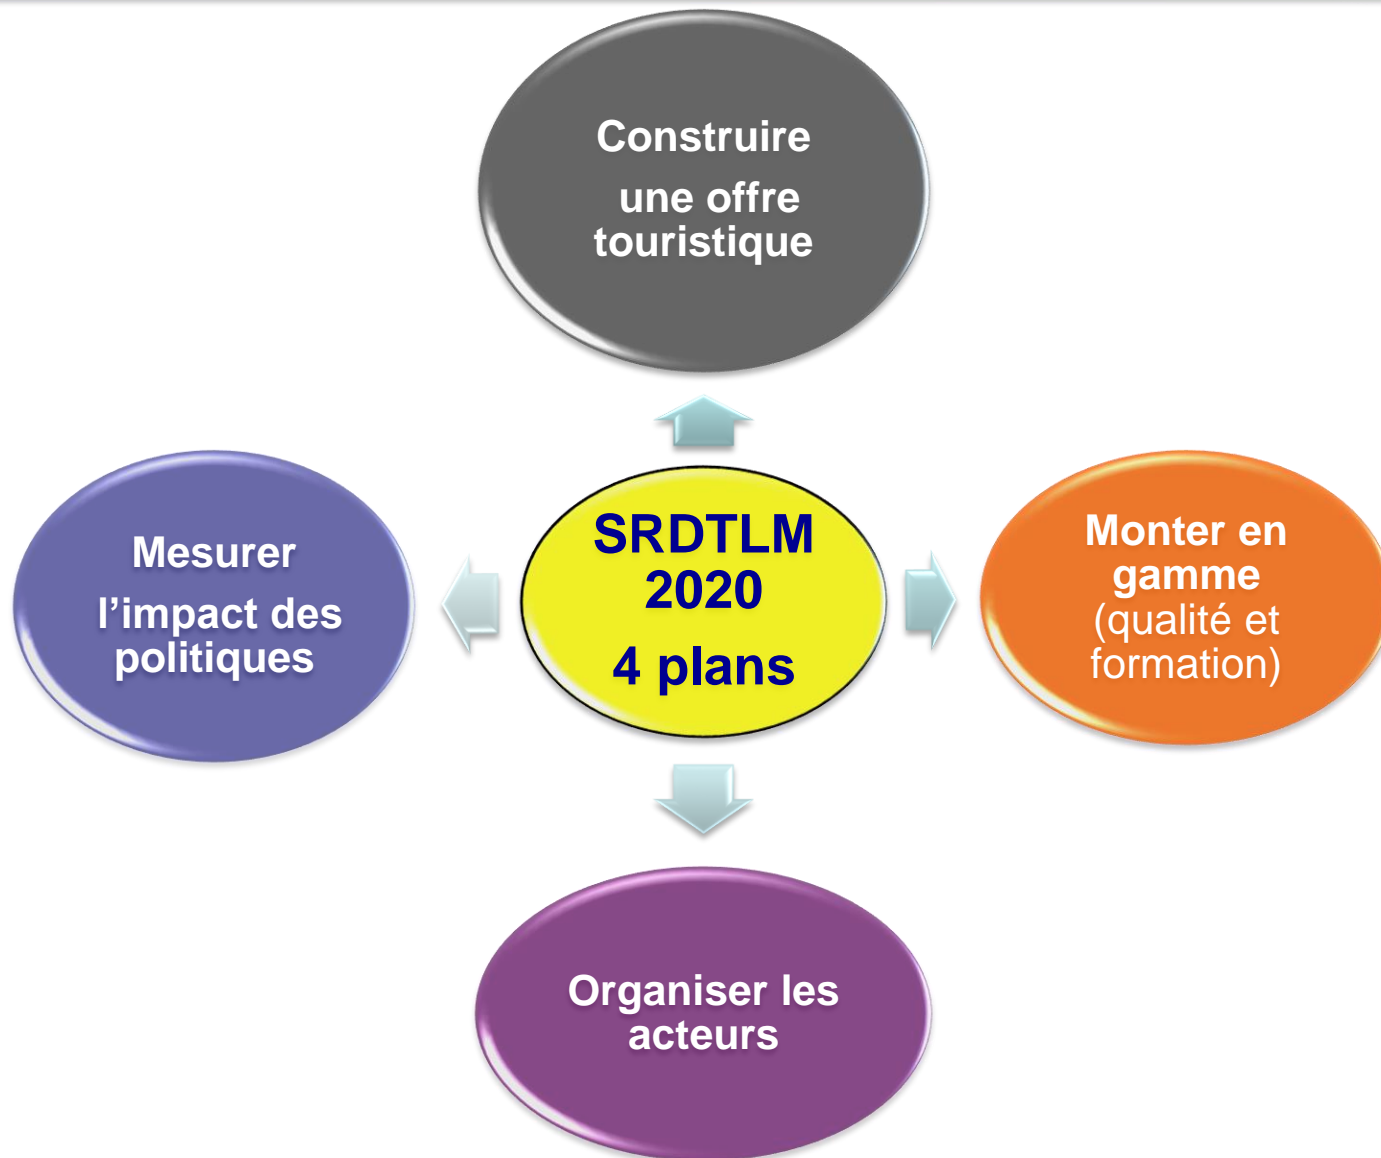 Construire
une offre
touristique
Mesurer
l’impact des
politiques
SRDTLM
2020
4 plans
Monter en
gamme
(qualité et
formation)
Organiser les
acteurs